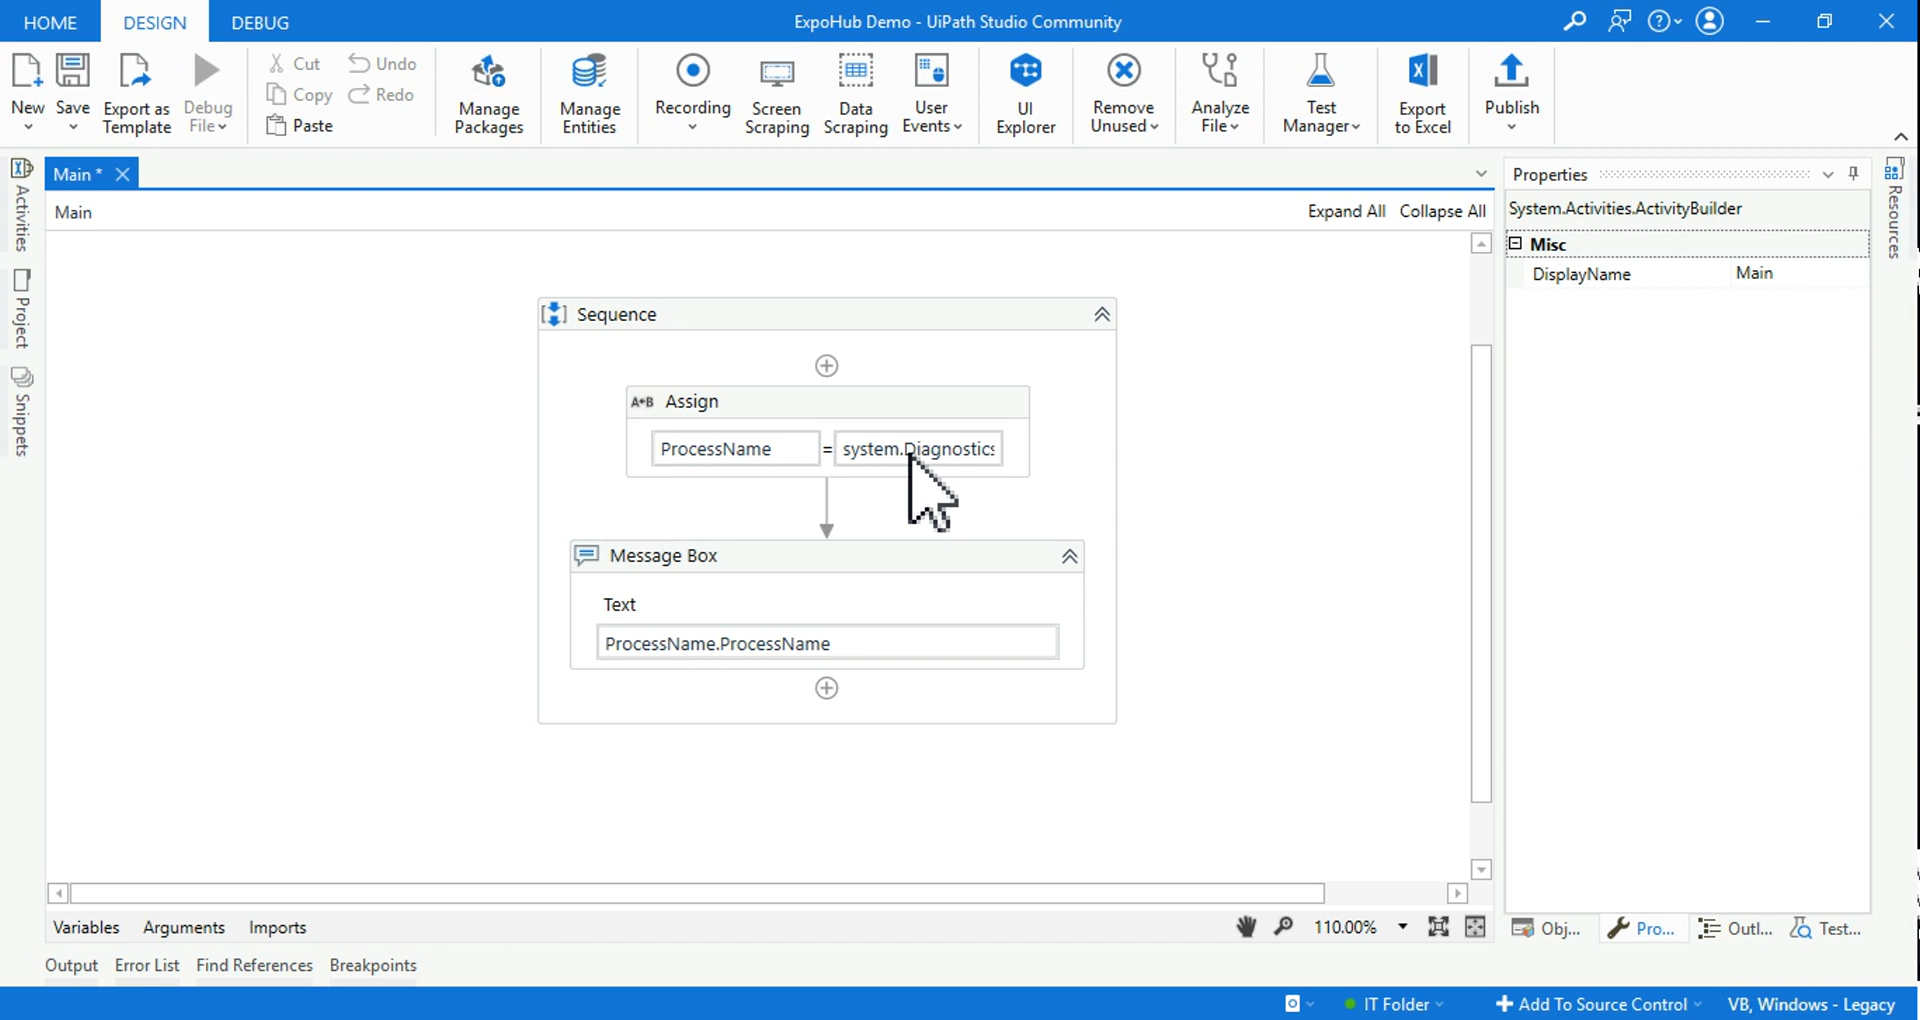 HOME DESIGN DEBUG ExpoHub Demo - UiPath Studio Community
New Save Export as Template Debug File
Cut Undo
Copy Redo
Paste
Manage Packages Manage Entities Recording Screen Scraping Data Scraping User Events UI Explorer Remove Unused Analyze File Test Manager Export to Excel Publish
Main *
Main Expand All Collapse All
Activities
Project
Snippets
Sequence
A+B Assign
ProcessName = system.Diagnostics
Message Box
Text
ProcessName.ProcessName
Properties
System.Activities.ActivityBuilder
Misc
DisplayName Main
Resources
Variables Arguments Imports 110.00%
Obj... Pro... Outl... Test...
Output Error List Find References Breakpoints
IT Folder Add To Source Control VB, Windows - Legacy